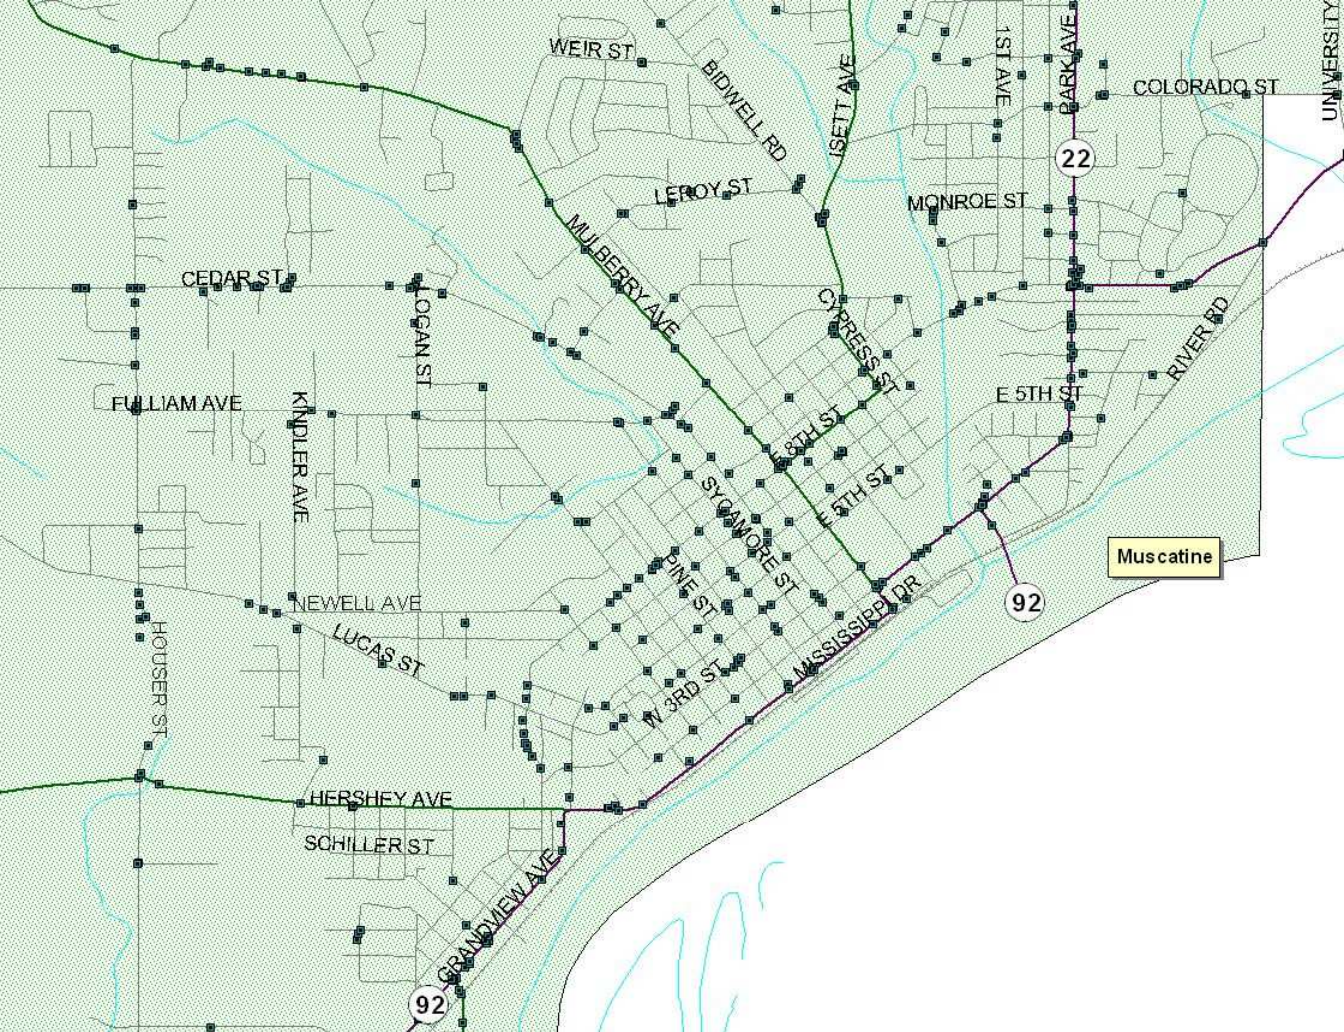 WEIR ST
BIDWELL RD
ISETT AVE
1ST AVE
PARK AVE
COLORADO ST
UNIVERSITY
22
LEROY ST
MONROE ST
MULBERRY AVE
CEDAR ST
LOGAN ST
CYPRESS ST
RIVER RD
FULLIAM AVE
KINDLER AVE
E 5TH ST
E 8TH ST
SYCAMORE ST
E 5TH ST
Muscatine
PINE ST
92
NEWELL AVE
LUCAS ST
HOUSER ST
MISSISSIPPI DR
W 3RD ST
HERSHEY AVE
SCHILLER ST
GRANDVIEW AVE
92